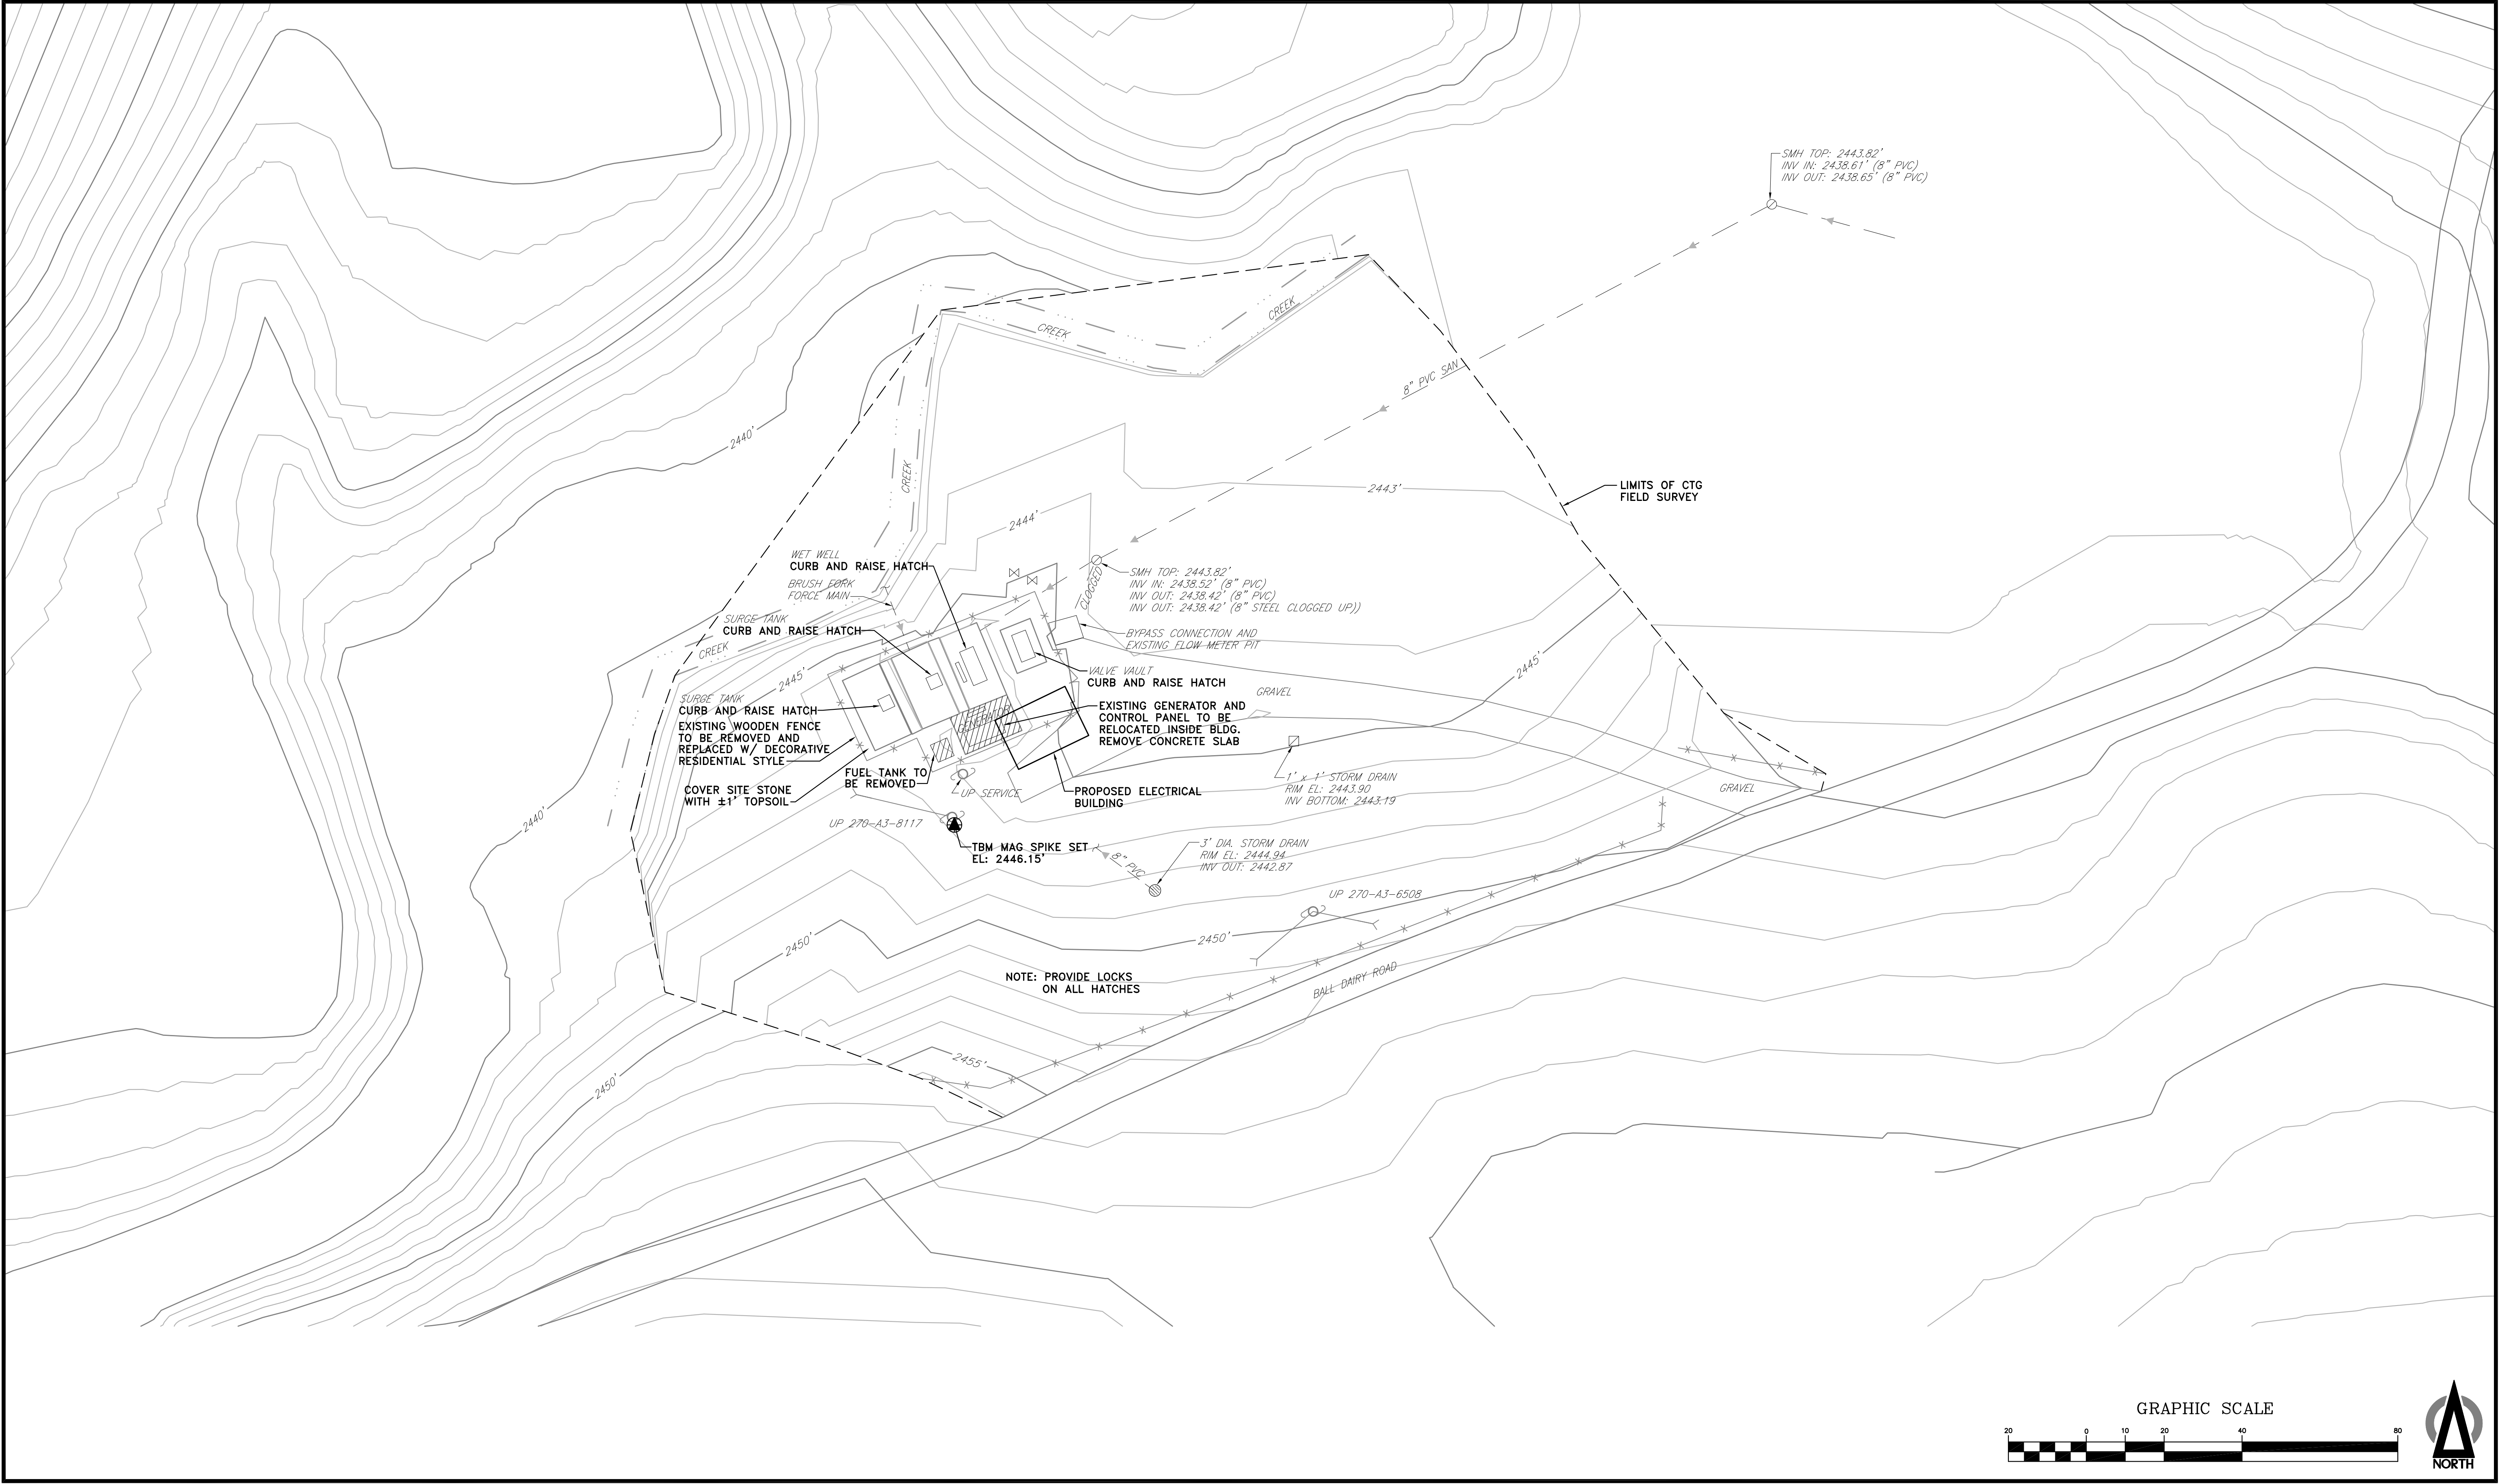 SMH TOP: 2443.82'
INV IN: 2438.61' (8" PVC)
INV OUT: 2438.65' (8" PVC)
CREEK
CREEK
8" PVC SAN
2440'
CREEK
2443'
LIMITS OF CTG
FIELD SURVEY
2444'
WET WELL
CURB AND RAISE HATCH
BRUSH FORK
FORCE MAIN
CLOGGED
SMH TOP: 2443.82'
INV IN: 2438.52' (8" PVC)
INV OUT: 2438.42' (8" PVC)
INV OUT: 2438.42' (8" STEEL CLOGGED UP))
SURGE TANK
CURB AND RAISE HATCH
BYPASS CONNECTION AND
EXISTING FLOW METER PIT
CREEK
2445'
2445'
VALVE VAULT
CURB AND RAISE HATCH
GRAVEL
SURGE TANK
CURB AND RAISE HATCH
EXISTING WOODEN FENCE
TO BE REMOVED AND
REPLACED W/ DECORATIVE
RESIDENTIAL STYLE
GENERATOR
EXISTING GENERATOR AND
CONTROL PANEL TO BE
RELOCATED INSIDE BLDG.
REMOVE CONCRETE SLAB
FUEL TANK TO
BE REMOVED
COVER SITE STONE
WITH ±1' TOPSOIL
UP SERVICE
PROPOSED ELECTRICAL
BUILDING
1' x 1' STORM DRAIN
RIM EL: 2443.90
INV BOTTOM: 2443.19
GRAVEL
2440'
UP 270-A3-8117
TBM MAG SPIKE SET
EL: 2446.15'
8" PVC
3' DIA. STORM DRAIN
RIM EL: 2444.94
INV OUT: 2442.87
UP 270-A3-6508
2450'
2450'
NOTE: PROVIDE LOCKS
ON ALL HATCHES
BALL DAIRY ROAD
2455'
2450'
GRAPHIC SCALE
20 0 10 20 40 80
NORTH